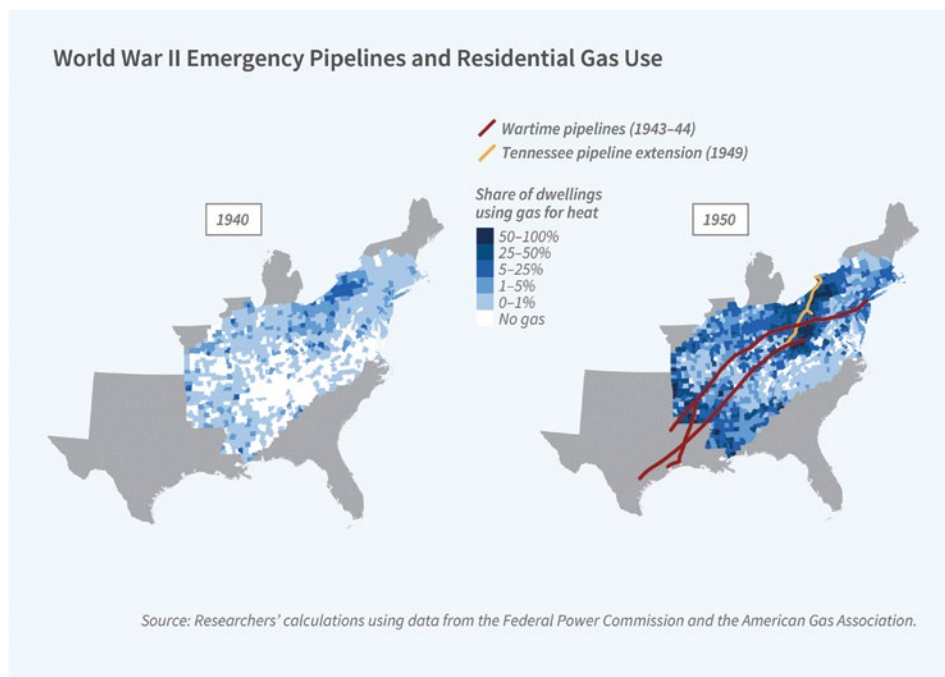 World War II Emergency Pipelines and Residential Gas Use
Wartime pipelines (1943–44)
Tennessee pipeline extension (1949)
Share of dwellings
using gas for heat
50–100%
25–50%
5–25%
1–5%
0–1%
No gas
1940
1950
Source: Researchers’ calculations using data from the Federal Power Commission and the American Gas Association.